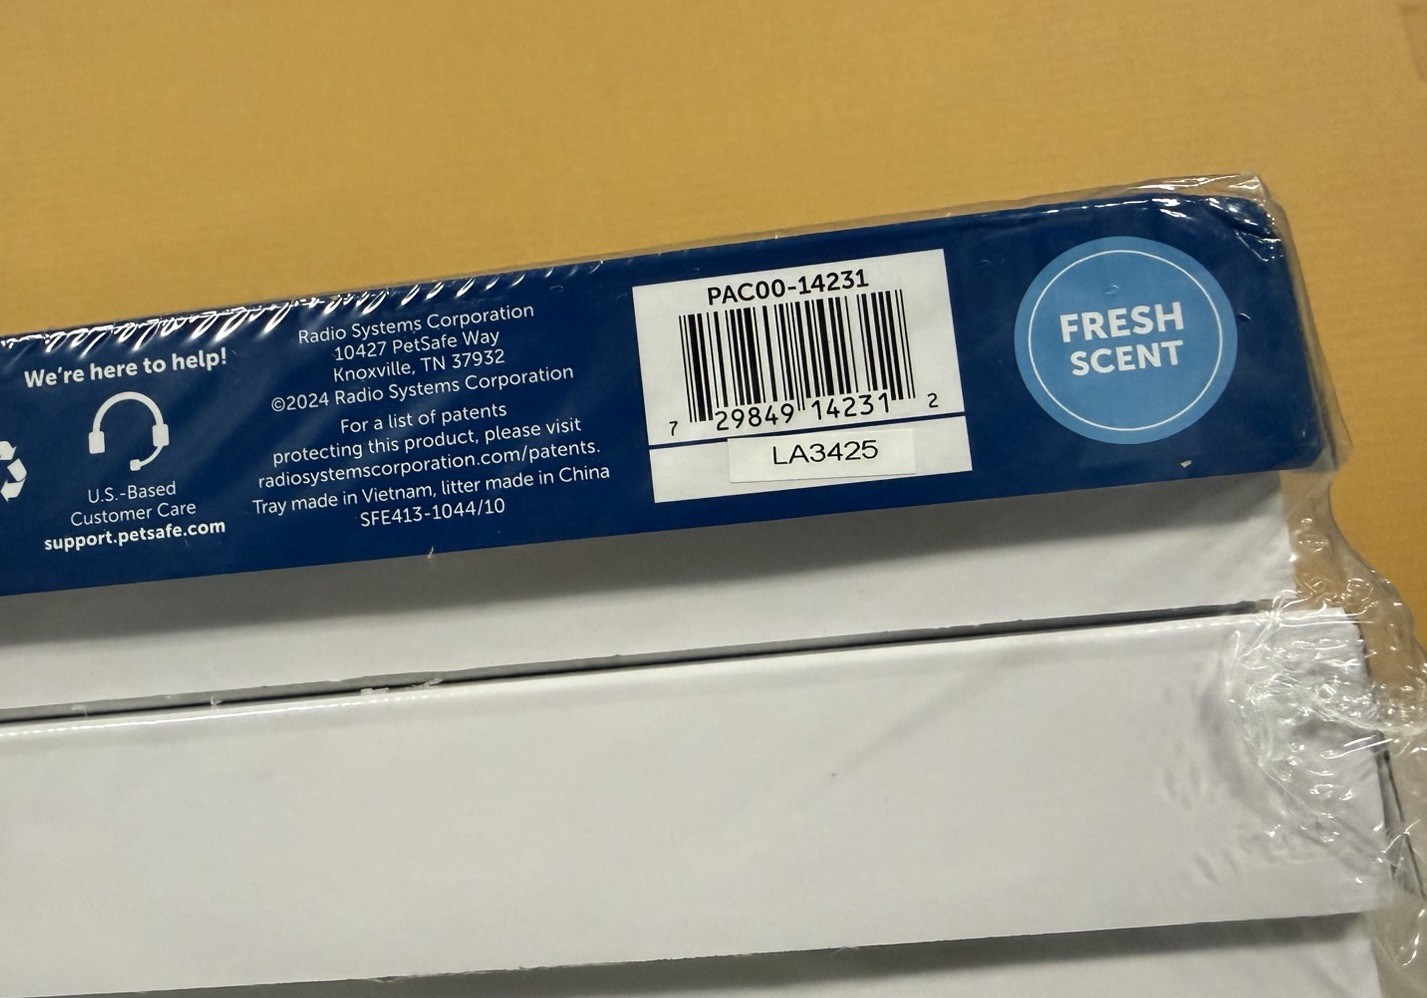 We're here to help!
U.S.-Based
Customer Care
support.petsafe.com
Radio Systems Corporation
10427 PetSafe Way
Knoxville, TN 37932
©2024 Radio Systems Corporation
For a list of patents
protecting this product, please visit
radiosystemscorporation.com/patents.
Tray made in Vietnam, litter made in China
SFE413-1044/10
PAC00-14231
7 29849 14231 2
LA3425
FRESH
SCENT